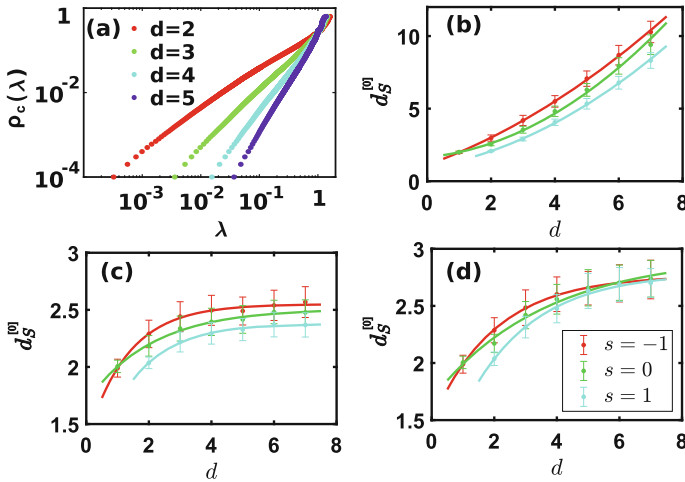 (a)
d=2
d=3
d=4
d=5
1
10⁻²
10⁻⁴
ρc(λ)
10⁻³ 10⁻² 10⁻¹ 1
λ
(b)
10
5
0
d_S^[0]
0 2 4 6 8
d
(c)
3
2.5
2
1.5
d_S^[0]
0 2 4 6 8
d
(d)
3
2.5
2
1.5
d_S^[0]
0 2 4 6 8
d
s = −1
s = 0
s = 1